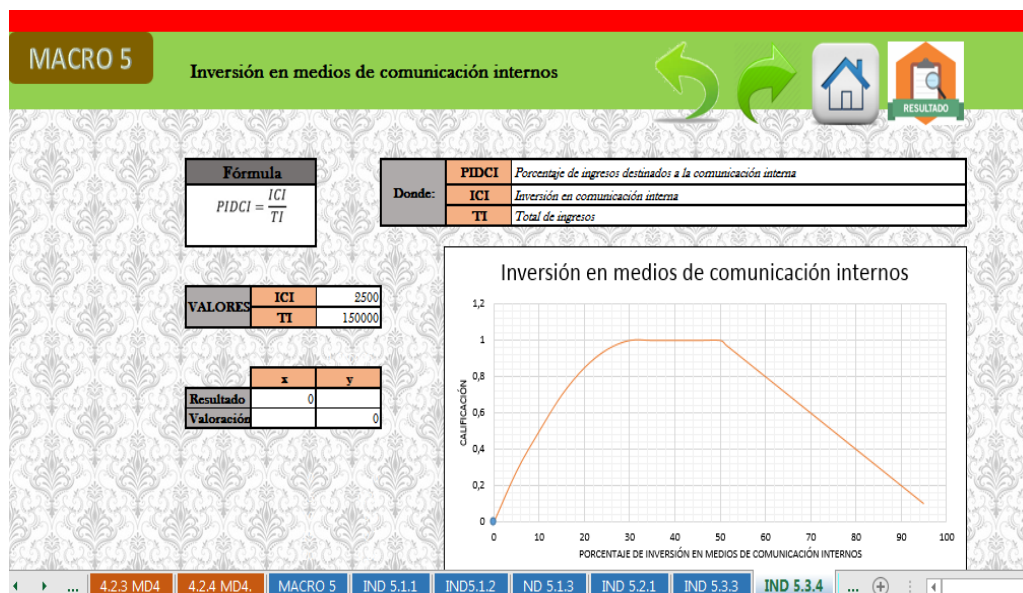 MACRO 5
Inversión en medios de comunicación internos
RESULTADO
Fórmula
PIDCI = ICI / TI
Donde:
PIDCI Porcentaje de ingresos destinados a la comunicación interna
ICI Inversión en comunicación interna
TI Total de ingresos
VALORES
ICI 2500
TI 150000
x y
Resultado 0
Valoración 0
Inversión en medios de comunicación internos
1,2
1
0,8
0,6
0,4
0,2
0
CALIFICACIÓN
0 10 20 30 40 50 60 70 80 90 100
PORCENTAJE DE INVERSIÓN EN MEDIOS DE COMUNICACIÓN INTERNOS
... 4.2.3 MD4 4.2.4 MD4. MACRO 5 IND 5.1.1 IND5.1.2 ND 5.1.3 IND 5.2.1 IND 5.3.3 IND 5.3.4 ...